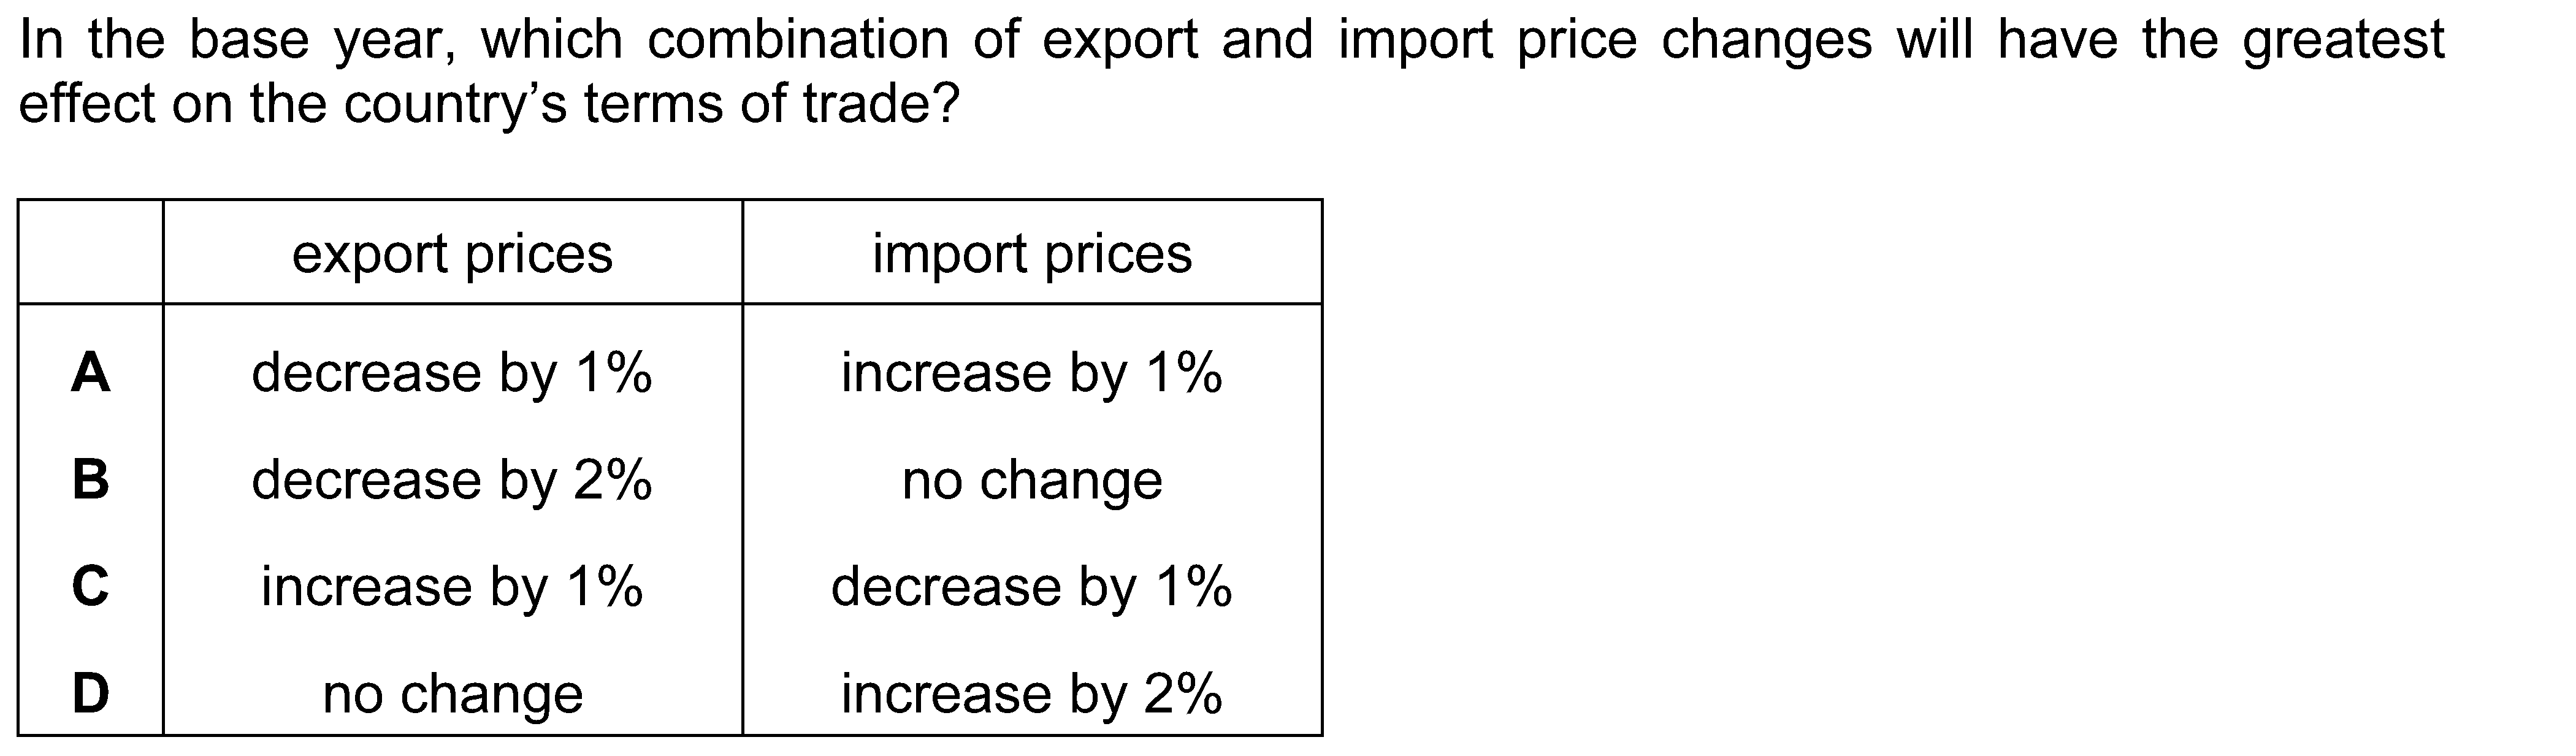 In the base year, which combination of export and import price changes will have the greatest
effect on the country’s terms of trade?
export prices import prices
A decrease by 1% increase by 1%
B decrease by 2% no change
C increase by 1% decrease by 1%
D no change increase by 2%